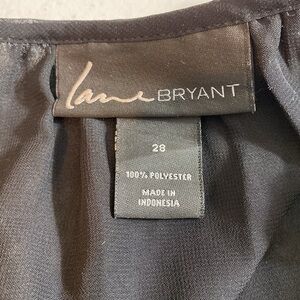 Lane BRYANT
28
100% POLYESTER
MADE IN
INDONESIA